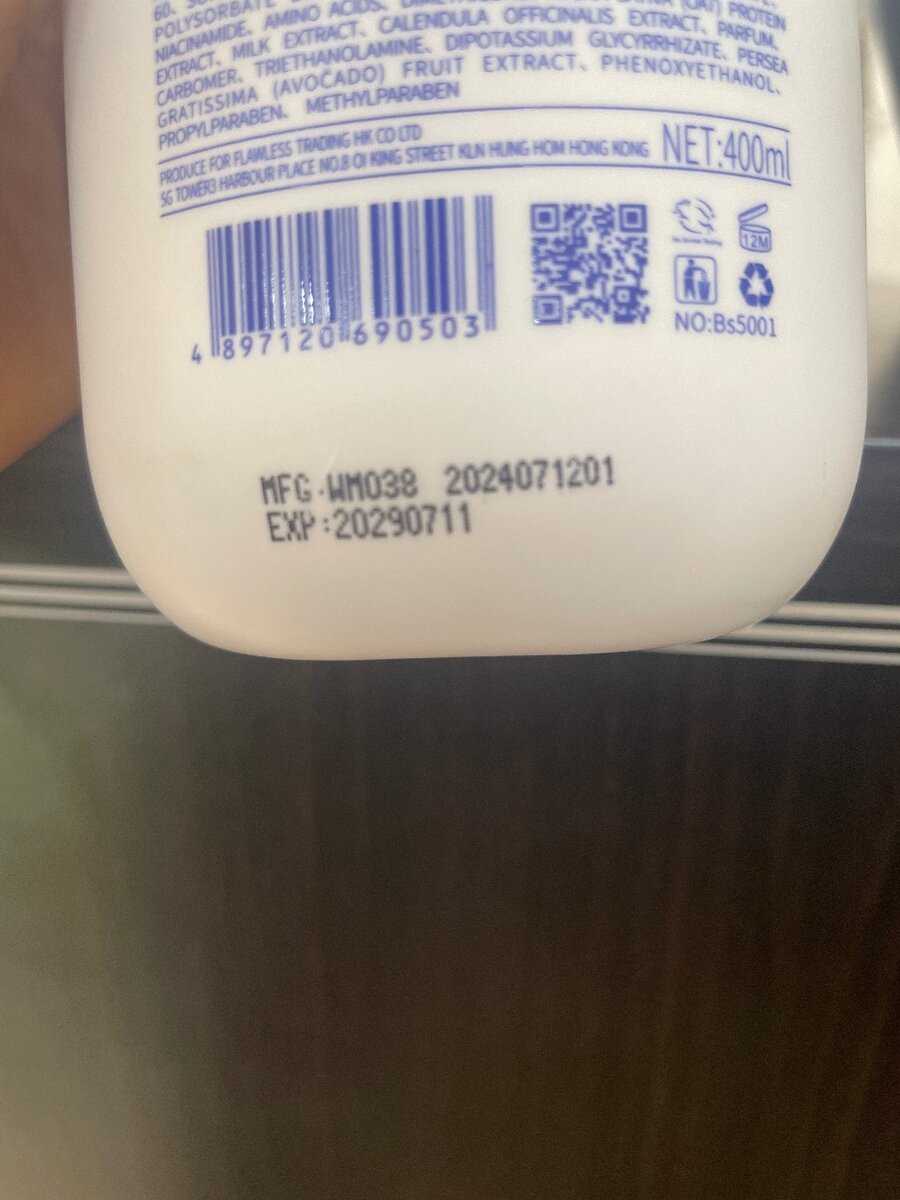 60、
POLYSORBATE
NIACINAMIDE、AMINO ACIDS、 (OAT) PROTEIN
EXTRACT、MILK EXTRACT、CALENDULA OFFICINALIS EXTRACT、PARFUM、
CARBOMER、TRIETHANOLAMINE、DIPOTASSIUM GLYCYRRHIZATE、PERSEA
GRATISSIMA (AVOCADO) FRUIT EXTRACT、PHENOXYETHANOL、
PROPYLPARABEN、METHYLPARABEN
PRODUCE FOR FLAWLESS TRADING HK CO LTD
5G TOWER3 HARBOUR PLACE NO.8 OI KING STREET KLN HUNG HOM HONG KONG
NET:400ml
4 897120 690503
12M
NO:Bs5001
MFG.WM038 2024071201
EXP:20290711